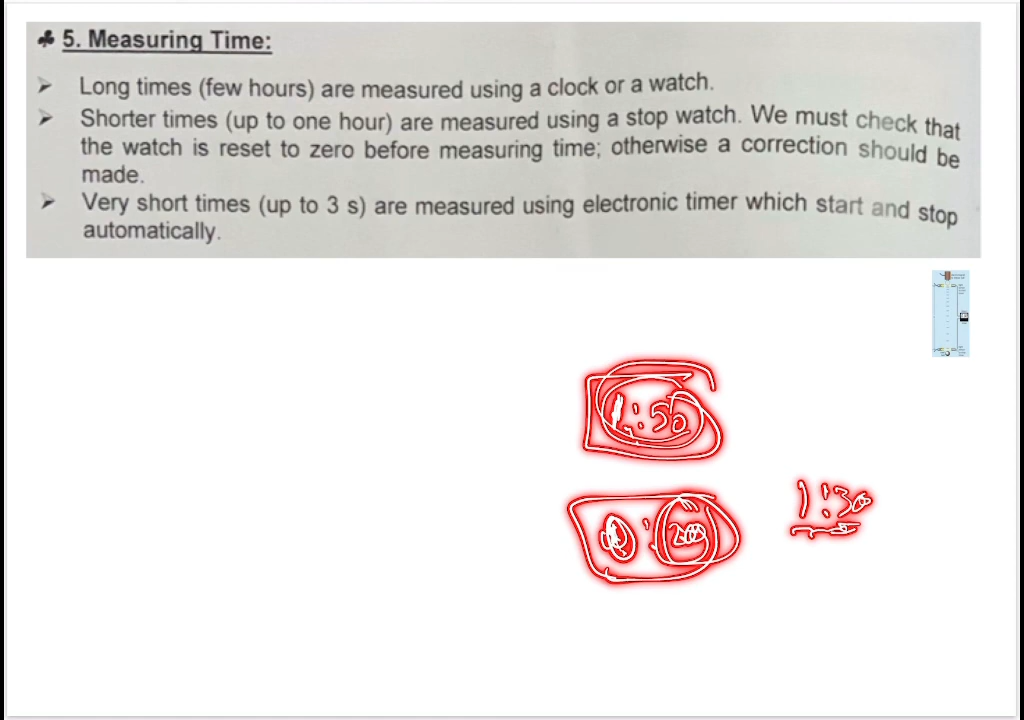 ♣ 5. Measuring Time:
➢ Long times (few hours) are measured using a clock or a watch.
➢ Shorter times (up to one hour) are measured using a stop watch. We must check that
the watch is reset to zero before measuring time; otherwise a correction should be
made.
➢ Very short times (up to 3 s) are measured using electronic timer which start and stop
automatically.
1:50
1:30